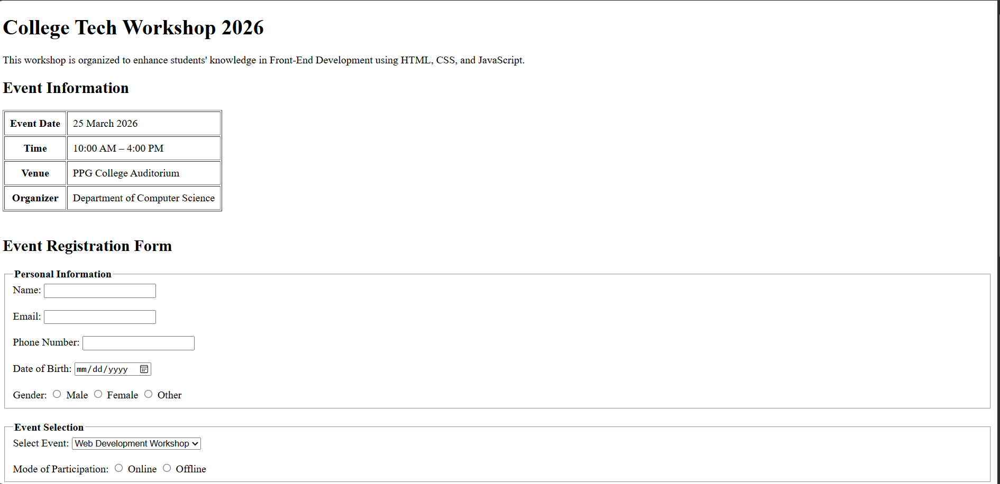 College Tech Workshop 2026
This workshop is organized to enhance students' knowledge in Front-End Development using HTML, CSS, and JavaScript.
Event Information
Event Date 25 March 2026
Time 10:00 AM – 4:00 PM
Venue PPG College Auditorium
Organizer Department of Computer Science
Event Registration Form
Personal Information
Name:
Email:
Phone Number:
Date of Birth: mm/dd/yyyy
Gender: Male Female Other
Event Selection
Select Event: Web Development Workshop
Mode of Participation: Online Offline